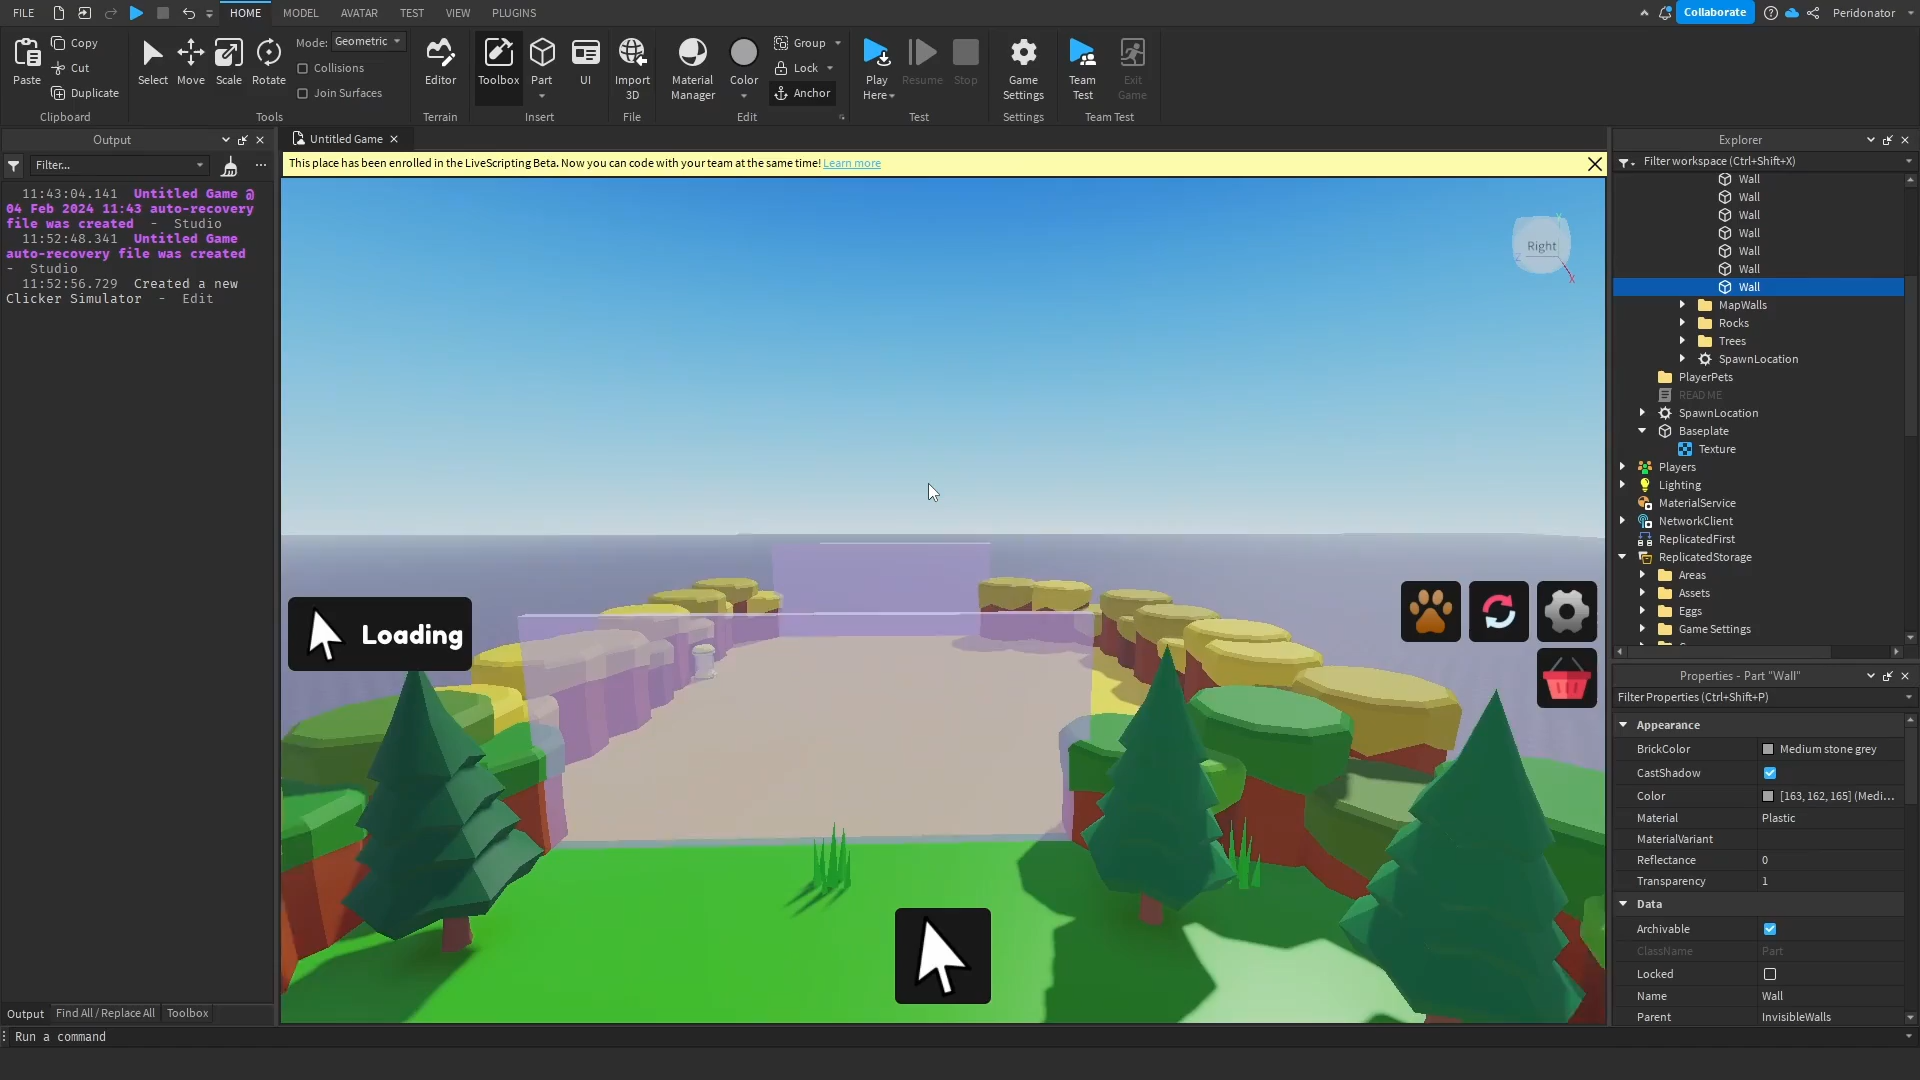 FILE
HOME
MODEL
AVATAR
TEST
VIEW
PLUGINS
Collaborate
Peridonator
Paste
Copy
Cut
Duplicate
Clipboard
Select
Move
Scale
Rotate
Mode: Geometric
Collisions
Join Surfaces
Tools
Editor
Terrain
Toolbox
Part
UI
Insert
Import
3D
File
Material
Manager
Color
Group
Lock
Anchor
Edit
Play
Here
Resume
Stop
Test
Game
Settings
Settings
Team
Test
Exit
Game
Team Test
Output
Filter...
11:43:04.141 Untitled Game @
04 Feb 2024 11:43 auto-recovery
file was created - Studio
11:52:48.341 Untitled Game
auto-recovery file was created
- Studio
11:52:56.729 Created a new
Clicker Simulator - Edit
Output
Find All / Replace All
Toolbox
Run a command
Untitled Game
This place has been enrolled in the LiveScripting Beta. Now you can code with your team at the same time! Learn more
Right
Y
Z
X
Loading
Explorer
Filter workspace (Ctrl+Shift+X)
Wall
Wall
Wall
Wall
Wall
Wall
Wall
MapWalls
Rocks
Trees
SpawnLocation
PlayerPets
READ ME
SpawnLocation
Baseplate
Texture
Players
Lighting
MaterialService
NetworkClient
ReplicatedFirst
ReplicatedStorage
Areas
Assets
Eggs
Game Settings
Properties - Part "Wall"
Filter Properties (Ctrl+Shift+P)
Appearance
BrickColor Medium stone grey
CastShadow
Color [163, 162, 165] (Medi...
Material Plastic
MaterialVariant
Reflectance 0
Transparency 1
Data
Archivable
ClassName Part
Locked
Name Wall
Parent InvisibleWalls